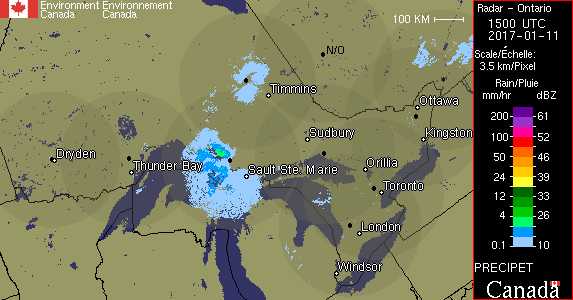 Environment Environnement
Canada Canada
100 KM
N/O
Timmins
Ottawa
Sudbury
Kingston
Dryden
Thunder Bay
Sault Ste. Marie
Orillia
Toronto
London
Windsor
Radar - Ontario
1500 UTC
2017-01-11
Scale/Échelle:
3.5 km/Pixel
Rain/Pluie
mm/hr dBZ
200 61
100 52
50 46
24 39
12 33
4 26
0.1 10
PRECIPET
Canada